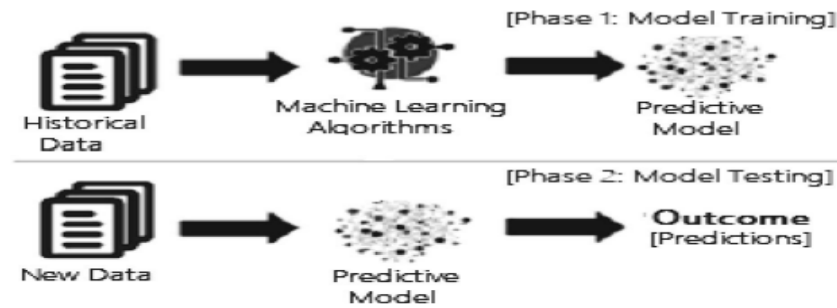 [Phase 1: Model Training]
Historical
Data
Machine Learning
Algorithms
Predictive
Model
[Phase 2: Model Testing]
New Data
Predictive
Model
Outcome
[Predictions]